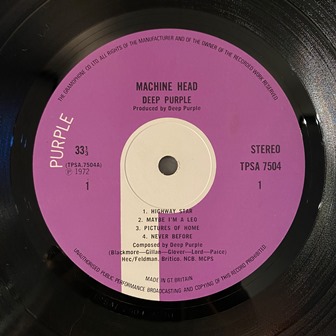 THE GRAMOPHONE CO LTD. ALL RIGHTS OF THE MANUFACTURER AND OF THE OWNER OF THE RECORDED WORK RESERVED.
MACHINE HEAD
DEEP PURPLE
Produced by Deep Purple
PURPLE
33⅓
(TPSA.7504A)
℗ 1972
1
STEREO
TPSA 7504
1
1. HIGHWAY STAR
2. MAYBE I'M A LEO
3. PICTURES OF HOME
4. NEVER BEFORE
Composed by Deep Purple
(Blackmore—Gillan—Glover—Lord—Paice)
Hec/Feldman. Britico. NCB. MCPS
MADE IN GT BRITAIN
UNAUTHORISED PUBLIC PERFORMANCE BROADCASTING AND COPYING OF THIS RECORD PROHIBITED.